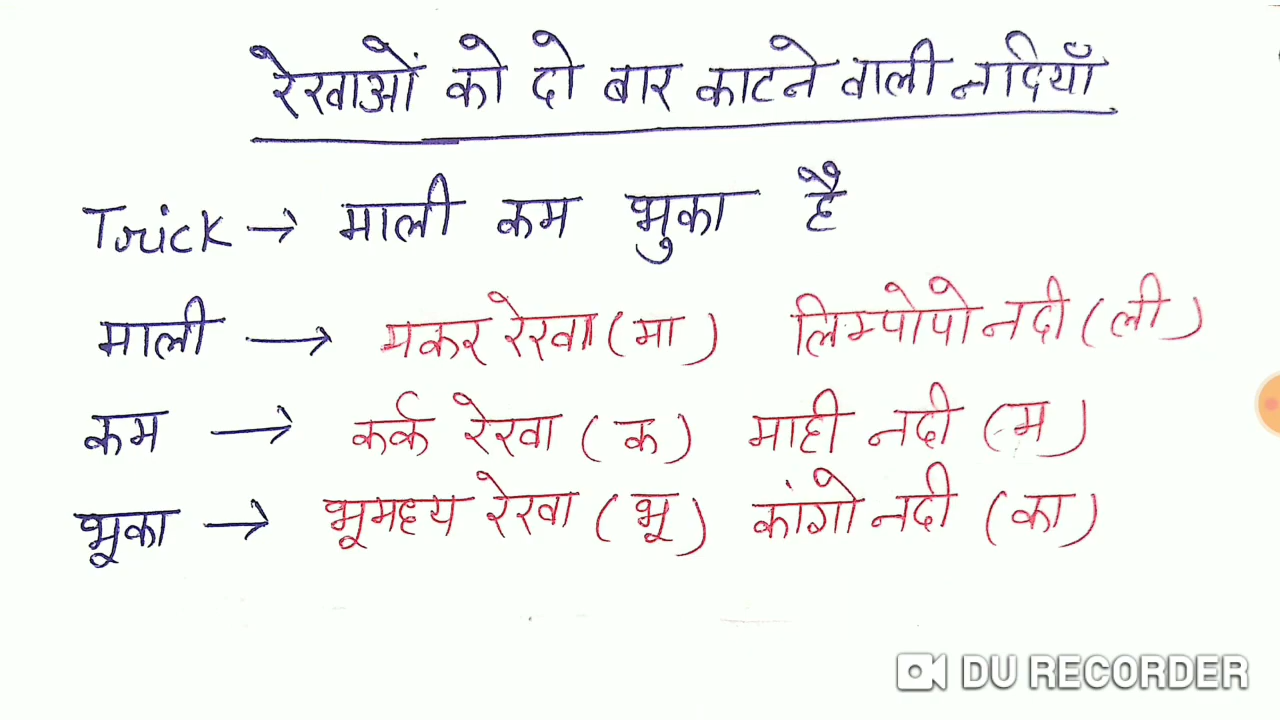 रेखाओं को दो बार काटने वाली नदियाँ
Trick → माली कम भुका है
माली → मकर रेखा (मा) लिम्पोपो नदी (ली)
कम → कर्क रेखा (क) माही नदी (म)
भूका → भूमध्य रेखा (भू) कांगो नदी (का)
DU RECORDER